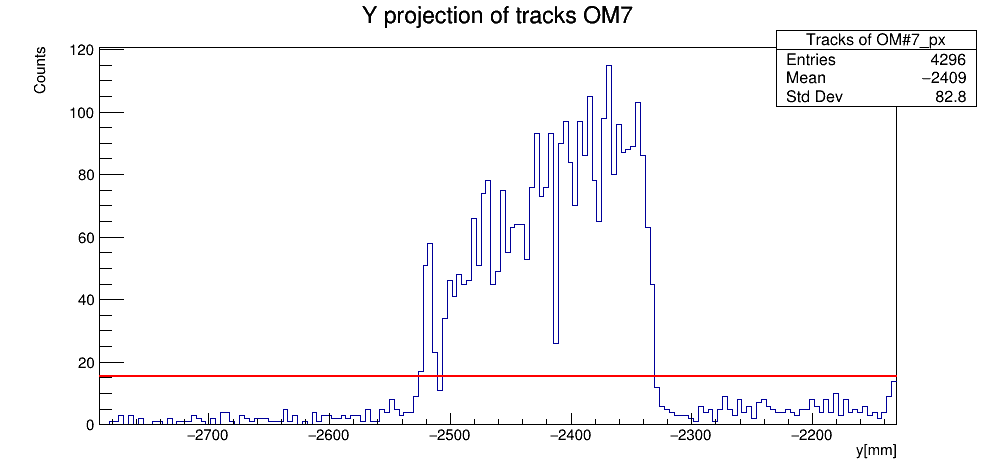 Y projection of tracks OM7
Tracks of OM#7_px
Entries 4296
Mean −2409
Std Dev 82.8
Counts
120
100
80
60
40
20
0
−2700
−2600
−2500
−2400
−2300
−2200
y[mm]